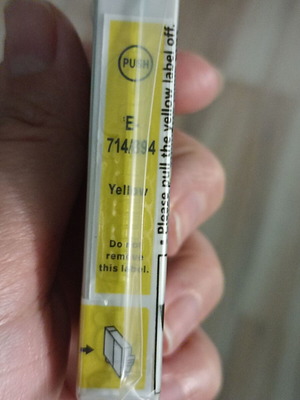 PUSH
'E-
714/894
Yellow
Do not
remove
this label.
• Please pull the yellow label off.